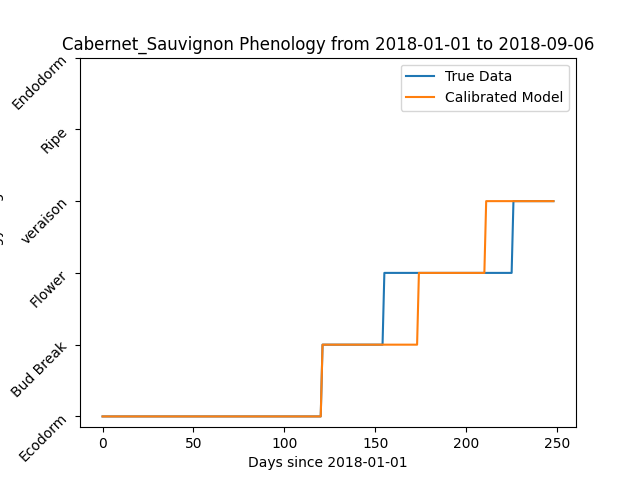 Cabernet_Sauvignon Phenology from 2018-01-01 to 2018-09-06
True Data
Calibrated Model
Endodorm
Ripe
veraison
Flower
Bud Break
Ecodorm
0 50 100 150 200 250
Days since 2018-01-01